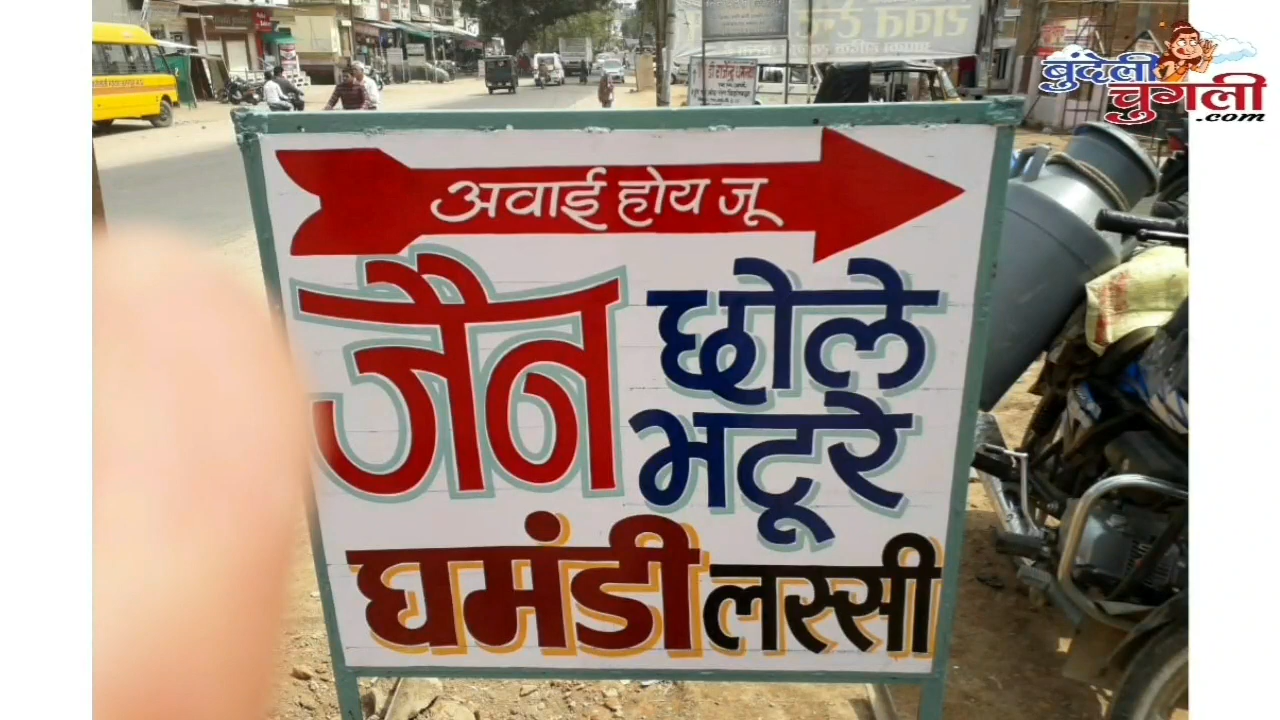 बुंदेली
चुगली
.com
अवाई होय जू
जैन छोले
भटूरे
घमंडी लस्सी